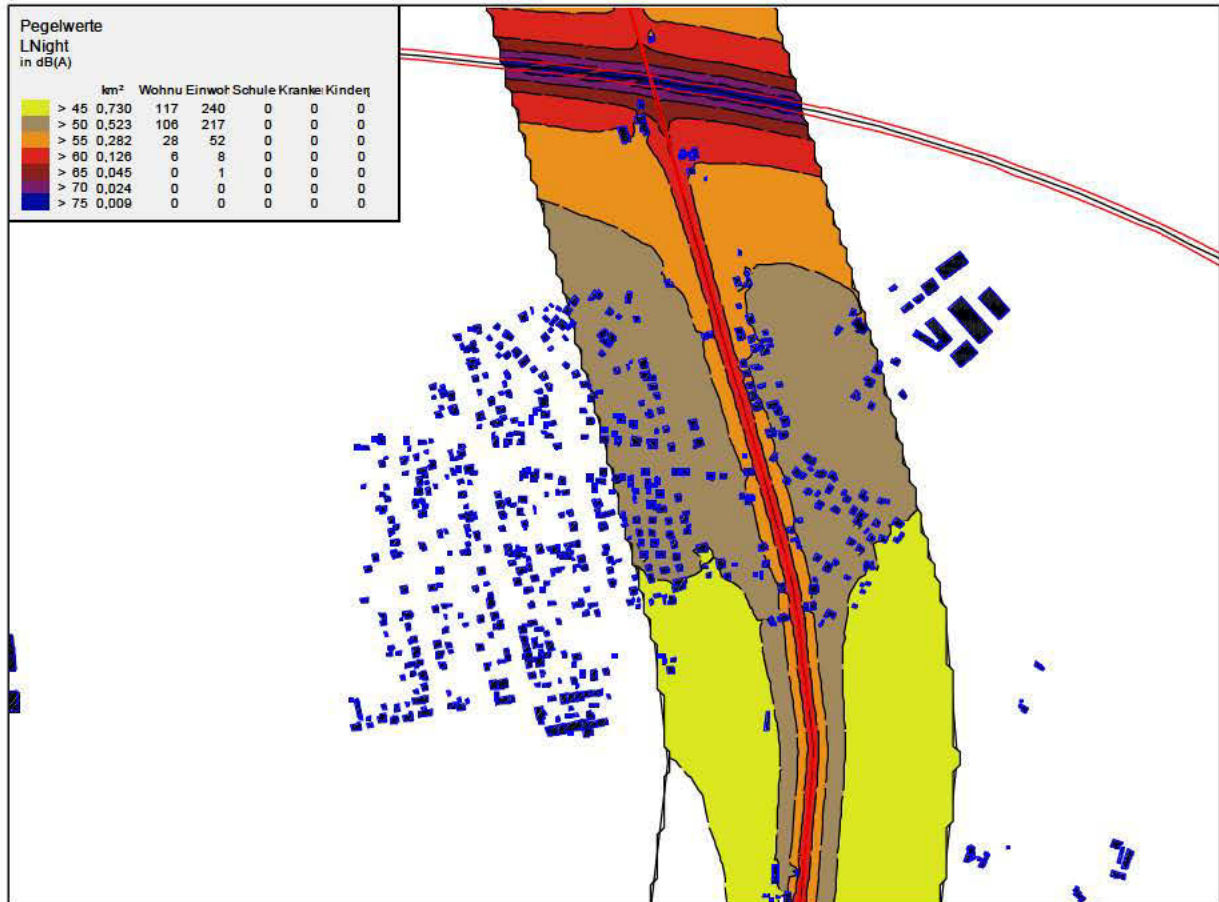 Pegelwerte
LNight
in dB(A)
km² Wohnu Einwoh Schule Kranke Kinderg
> 45 0,730 117 240 0 0 0
> 50 0,523 106 217 0 0 0
> 55 0,282 28 52 0 0 0
> 60 0,126 6 8 0 0 0
> 65 0,045 0 1 0 0 0
> 70 0,024 0 0 0 0 0
> 75 0,009 0 0 0 0 0